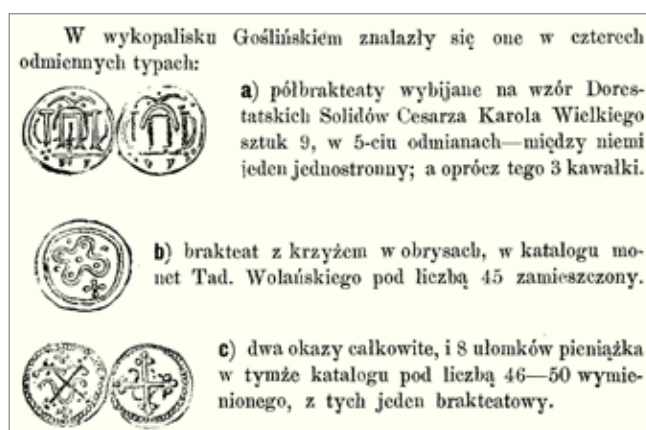 W wykopalisku Goślińskiem znalazły się one w czterech
odmiennych typach:
a) półbrakteaty wybijane na wzór Dores-
tatskich Solidów Cesarza Karola Wielkiego
sztuk 9, w 5-ciu odmianach—między niemi
jeden jednostronny; a oprócz tego 3 kawałki.
b) brakteat z krzyżem w obrysach, w katalogu mo-
net Tad. Wolańskiego pod liczbą 45 zamieszczony.
c) dwa okazy całkowite, i 8 ułomków pieniążka
w tymże katalogu pod liczbą 46—50 wymie-
nionego, z tych jeden brakteatowy.